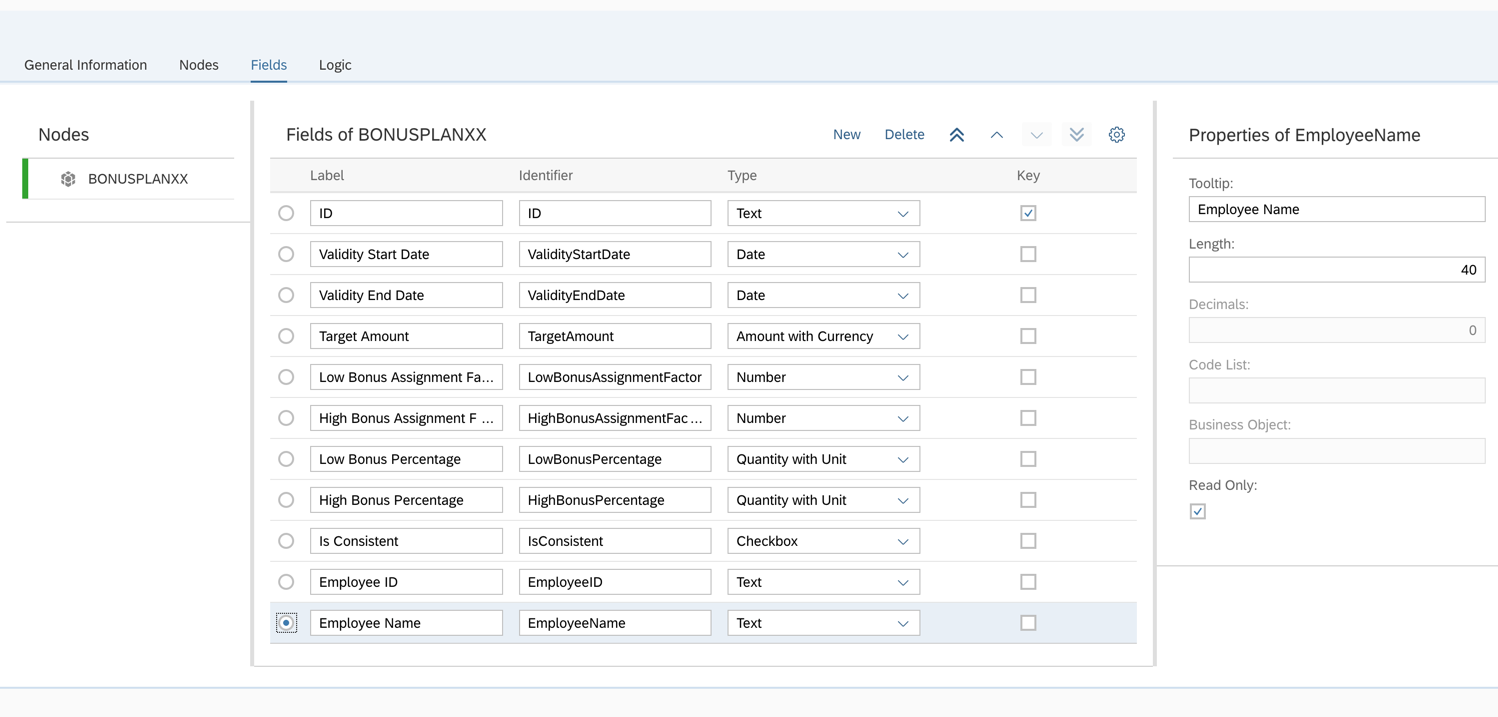 General Information Nodes Fields Logic
Nodes
BONUSPLANXX
Fields of BONUSPLANXX New Delete
Label Identifier Type Key
ID ID Text
Validity Start Date ValidityStartDate Date
Validity End Date ValidityEndDate Date
Target Amount TargetAmount Amount with Currency
Low Bonus Assignment Fa... LowBonusAssignmentFactor Number
High Bonus Assignment F ... HighBonusAssignmentFac ... Number
Low Bonus Percentage LowBonusPercentage Quantity with Unit
High Bonus Percentage HighBonusPercentage Quantity with Unit
Is Consistent IsConsistent Checkbox
Employee ID EmployeeID Text
Employee Name EmployeeName Text
Properties of EmployeeName
Tooltip:
Employee Name
Length:
40
Decimals:
0
Code List:
Business Object:
Read Only: